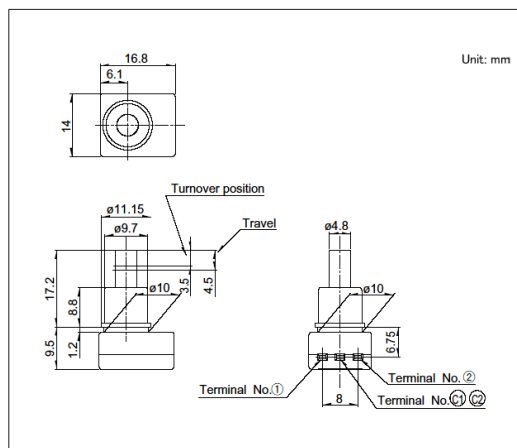 16.8
6.1
Unit: mm
14
Turnover position
ø11.15
Travel
ø9.7
ø4.8
17.2
8.8
3.5
4.5
ø10
ø10
1.2
9.5
6.75
Terminal No.①
Terminal No.②
8
Terminal No.Ⓒ1 Ⓒ2